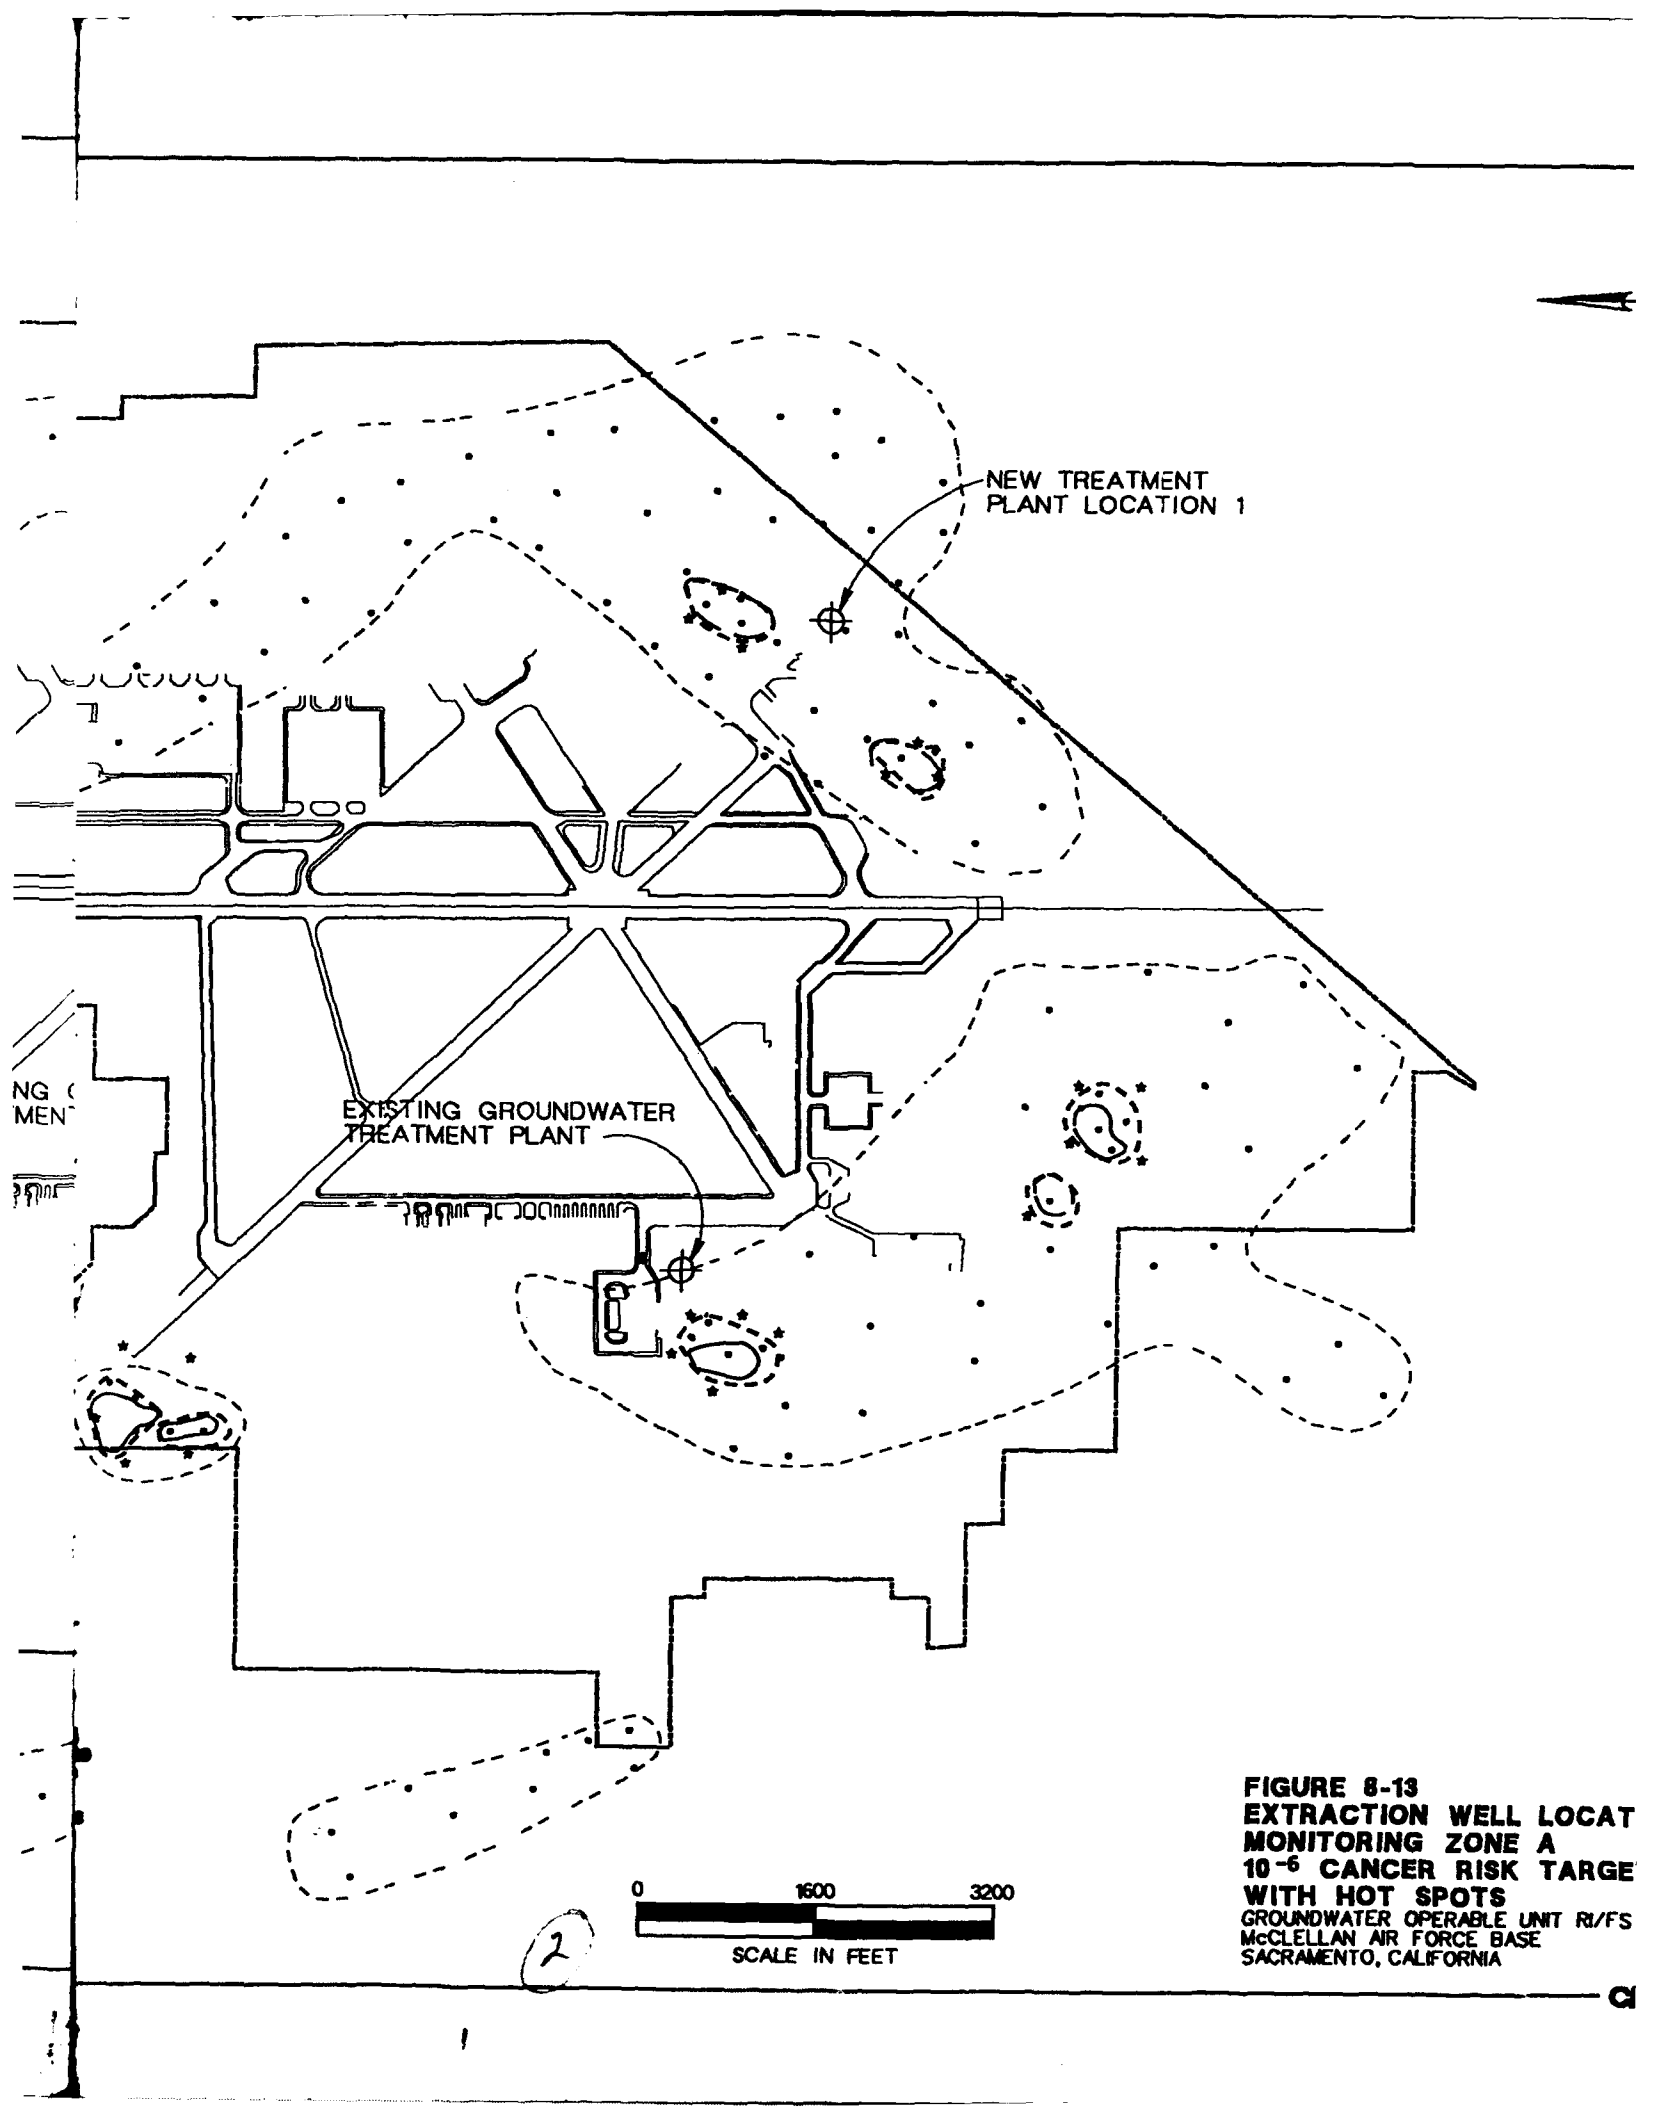 NEW TREATMENT
PLANT LOCATION 1
NG
MENT
EXISTING GROUNDWATER
TREATMENT PLANT
0 1600 3200
SCALE IN FEET
2
FIGURE 8-13
EXTRACTION WELL LOCAT
MONITORING ZONE A
10-6 CANCER RISK TARGE
WITH HOT SPOTS
GROUNDWATER OPERABLE UNIT RI/FS
McCLELLAN AIR FORCE BASE
SACRAMENTO, CALIFORNIA